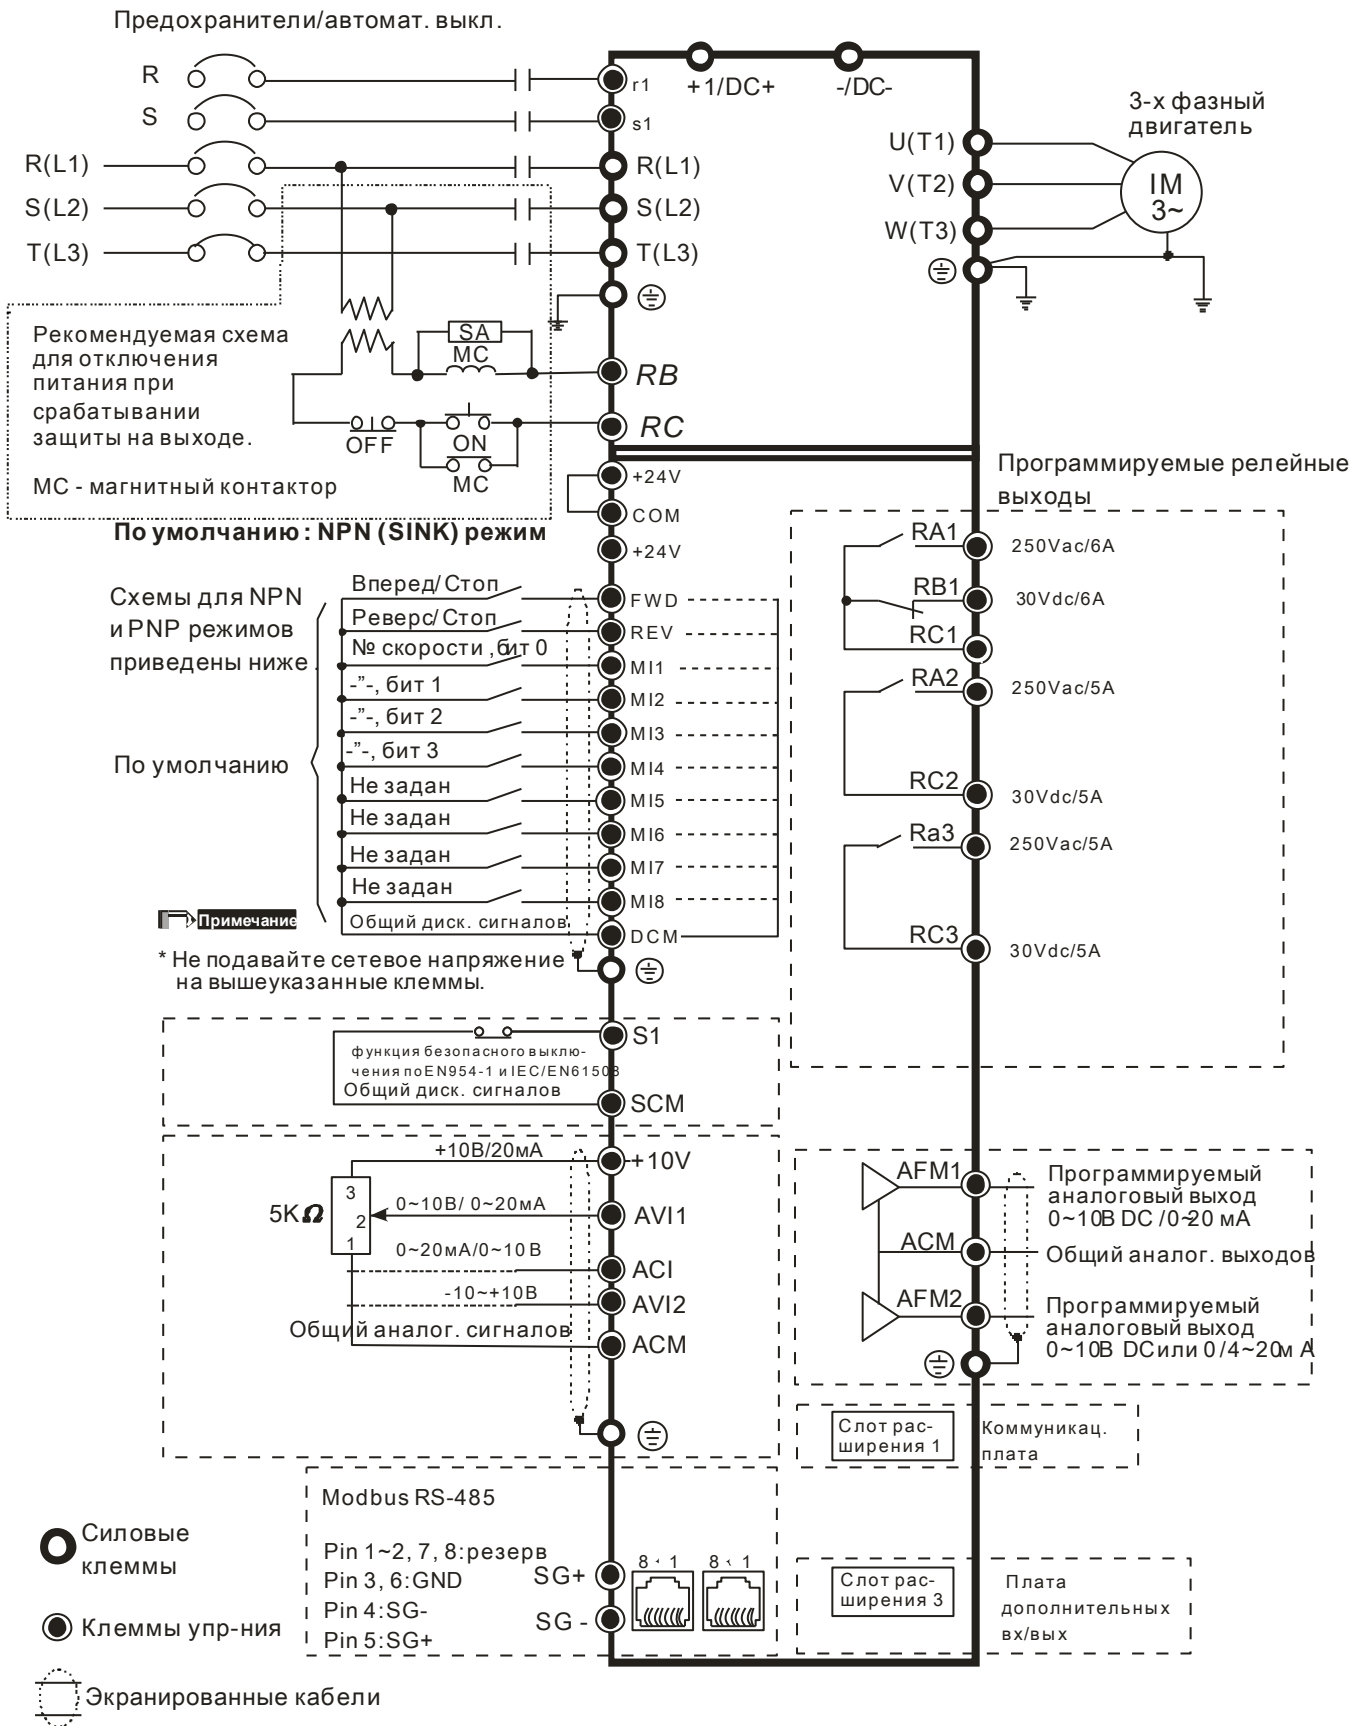 Предохранители/автомат. выкл.
R
S
R(L1)
S(L2)
T(L3)
r1
s1
R(L1)
S(L2)
T(L3)
+1/DC+
-/DC-
U(T1)
V(T2)
W(T3)
3-х фазный
двигатель
IM
3~
Рекомендуемая схема
для отключения
питания при
срабатывании
защиты на выходе.
МС - магнитный контактор
SA
MC
OFF
ON
MC
RB
RC
По умолчанию: NPN (SINK) режим
+24V
COM
+24V
Схемы для NPN
и PNP режимов
приведены ниже.
По умолчанию
Вперед/Стоп
FWD
Реверс/Стоп
REV
№ скорости, бит 0
MI1
-”-, бит 1
MI2
-”-, бит 2
MI3
-”-, бит 3
MI4
Не задан
MI5
Не задан
MI6
Не задан
MI7
Не задан
MI8
Общий диск. сигналов
DCM
Примечание
* Не подавайте сетевое напряжение
на вышеуказанные клеммы.
Программируемые релейные
выходы
RA1
250Vac/6A
RB1
30Vdc/6A
RC1
RA2
250Vac/5A
RC2
30Vdc/5A
Ra3
250Vac/5A
RC3
30Vdc/5A
S1
функция безопасного выклю-
чения по EN954-1 и IEC/EN61508
Общий диск. сигналов
SCM
+10В/20мА
+10V
5KΩ
3
2
1
0~10В/ 0~20мА
AVI1
0~20мА/0~10В
ACI
-10~+10В
AVI2
Общий аналог. сигналов
ACM
AFM1
Программируемый
аналоговый выход
0~10В DC /0~20 мА
ACM
Общий аналог. выходов
AFM2
Программируемый
аналоговый выход
0~10В DC или 0/4~20м А
Слот рас-
ширения 1
Коммуникац.
плата
Modbus RS-485
Pin 1~2, 7, 8:резерв
Pin 3, 6:GND
Pin 4:SG-
Pin 5:SG+
SG+
SG -
8 1
8 1
Слот рас-
ширения 3
Плата
дополнительных
вх/вых
Силовые
клеммы
Клеммы упр-ния
Экранированные кабели